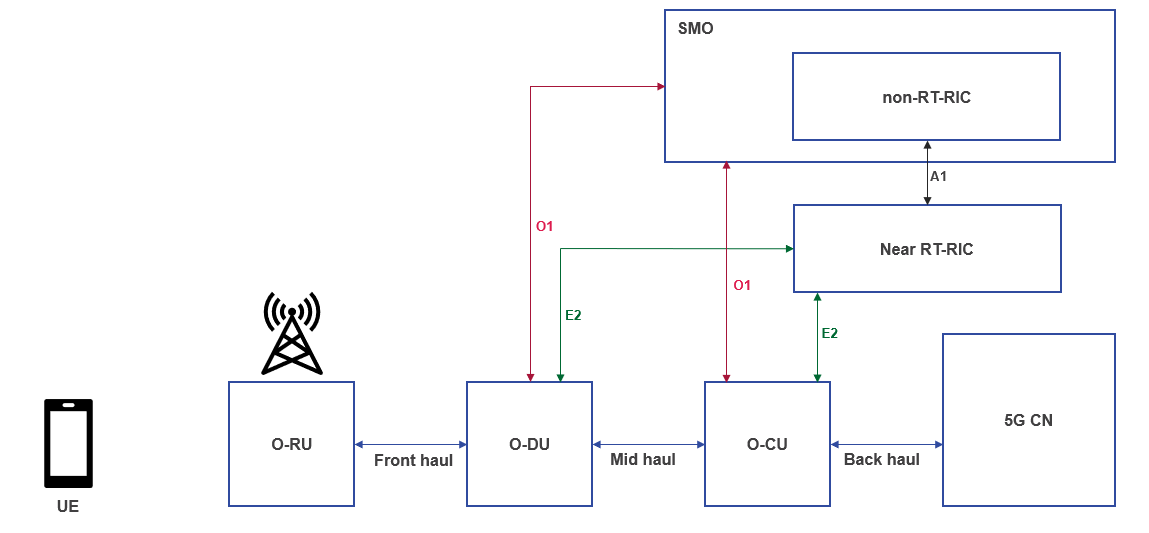 SMO
non-RT-RIC
A1
O1
Near RT-RIC
O1
E2
E2
5G CN
O-RU
O-DU
O-CU
Front haul
Mid haul
Back haul
UE